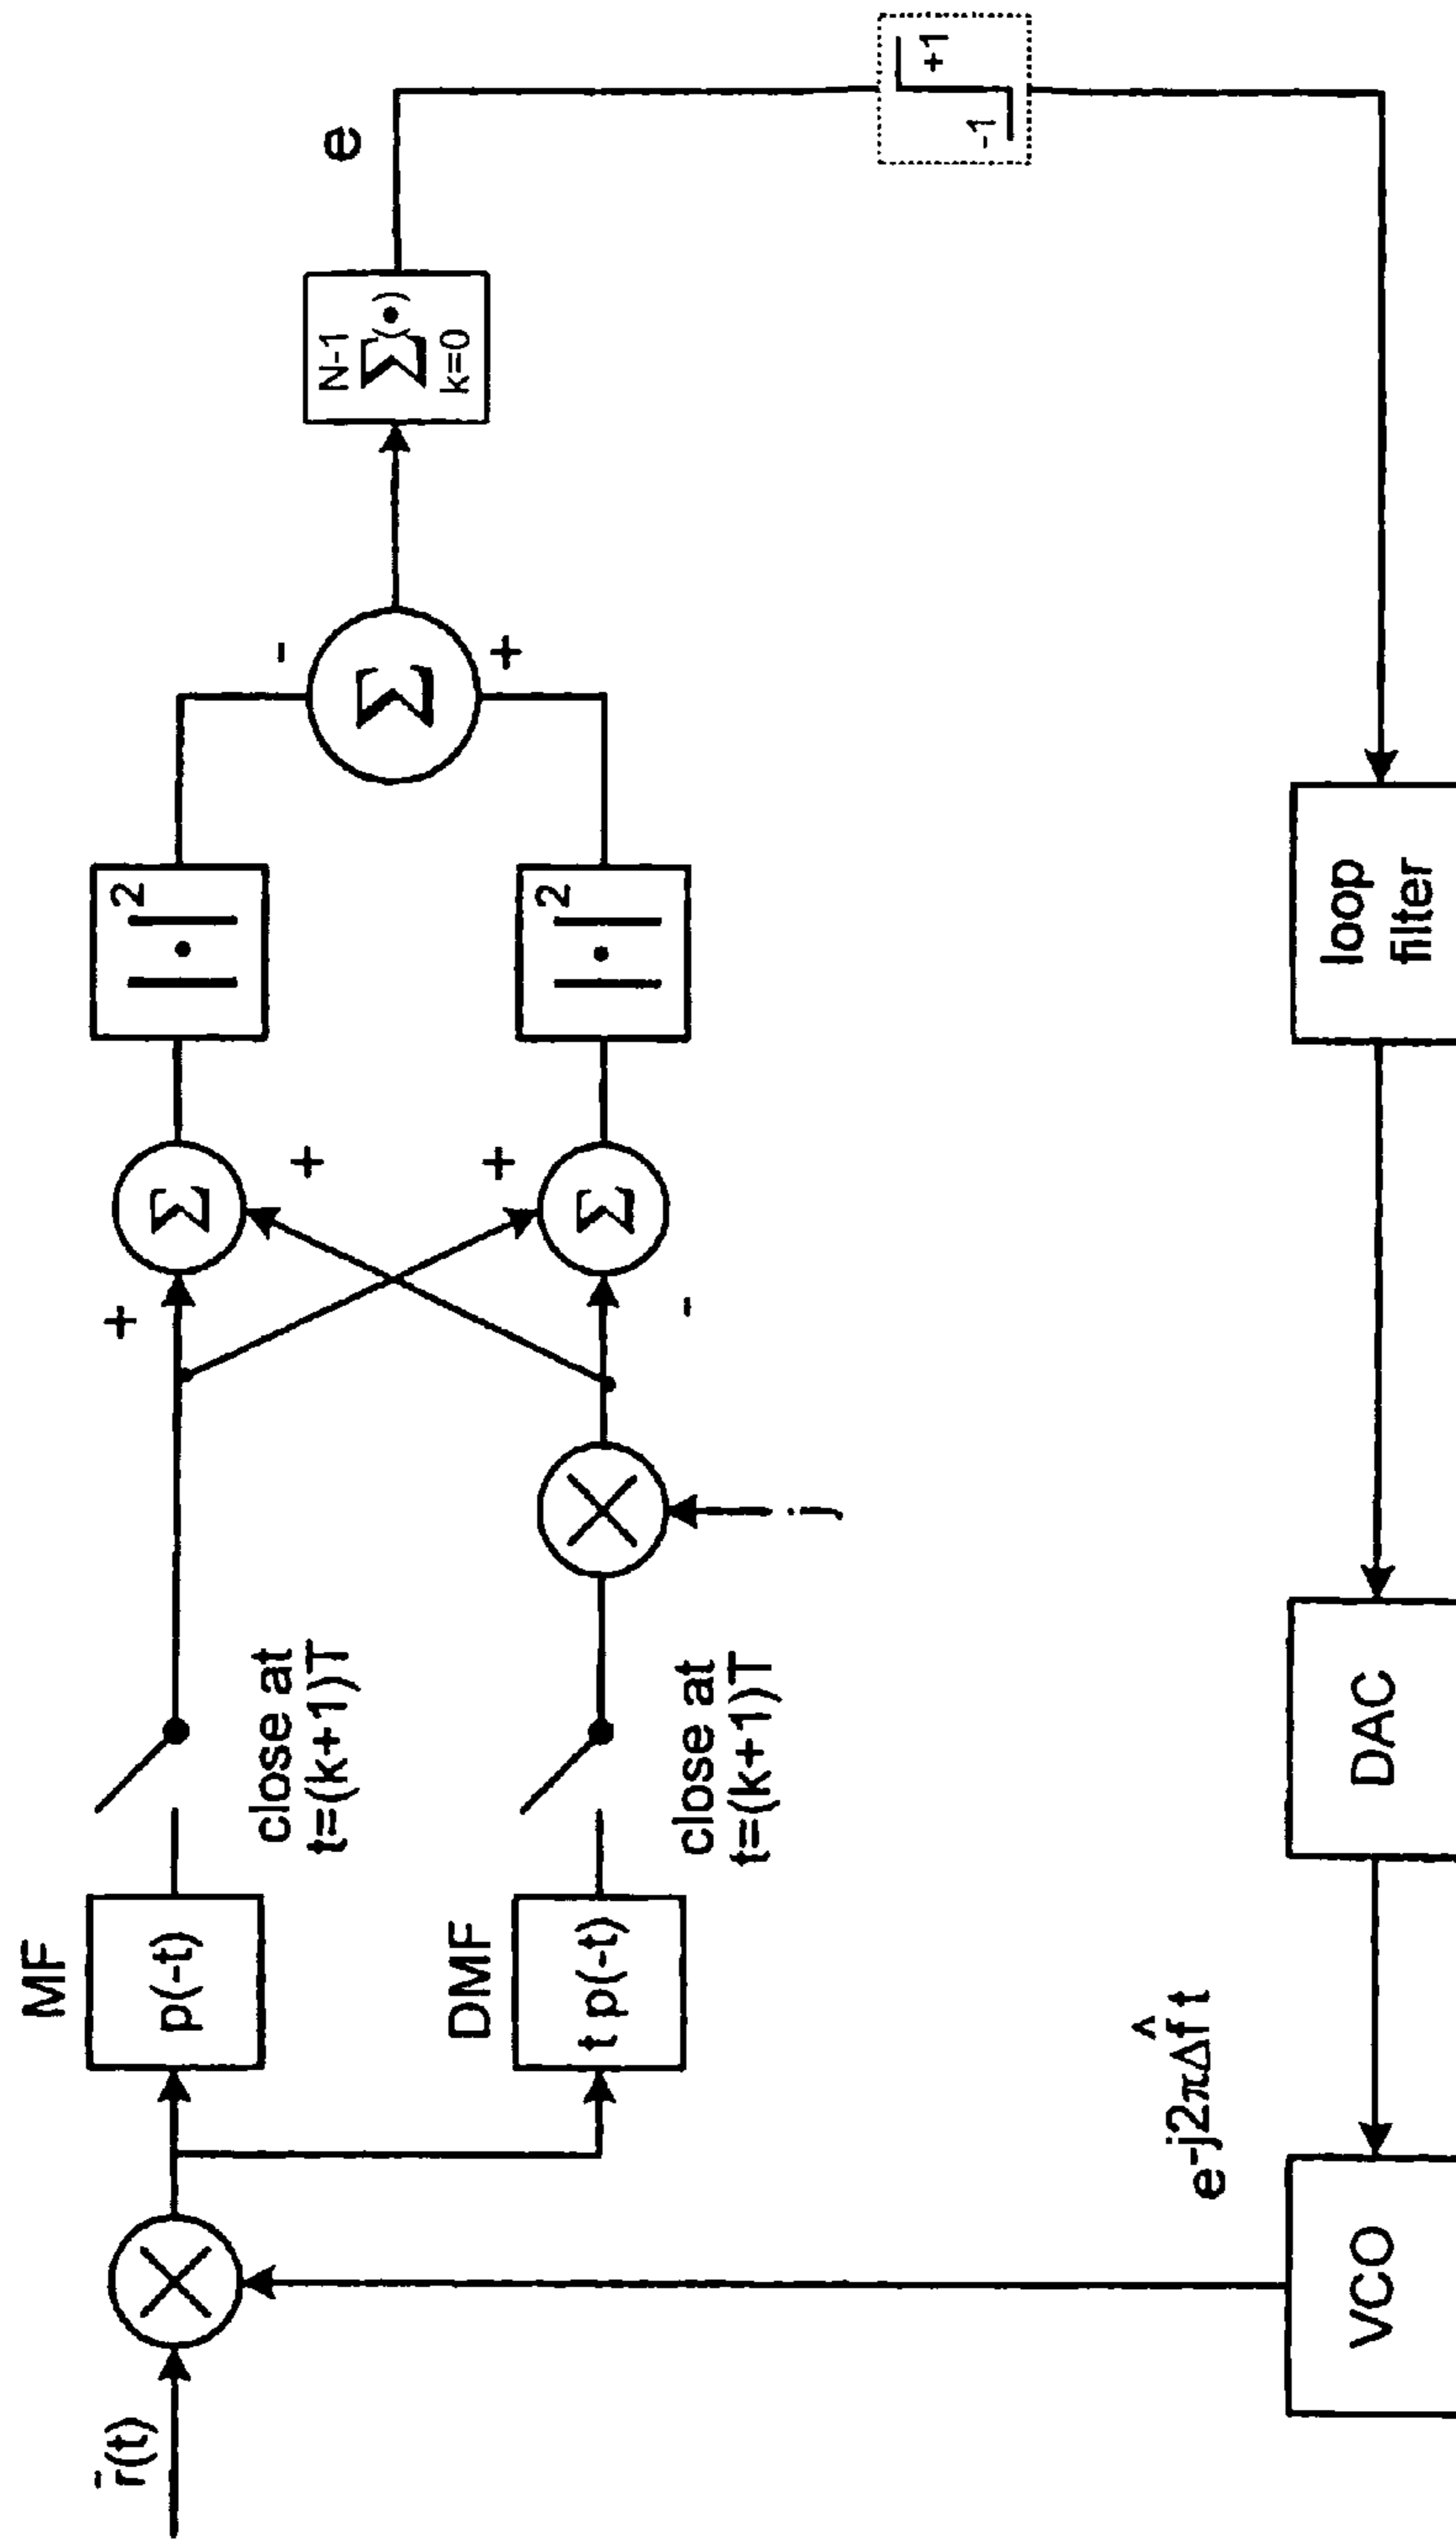 r̃(t)
MF
p(-t)
close at
t=(k+1)T
+
Σ
+
|•|²
-
Σ
+
N-1
Σ(•)
k=0
e
DMF
t p(-t)
close at
t=(k+1)T
j
+
Σ
-
|•|²
+1
-1
e^-j2πΔf̂ t
VCO
DAC
loop
filter